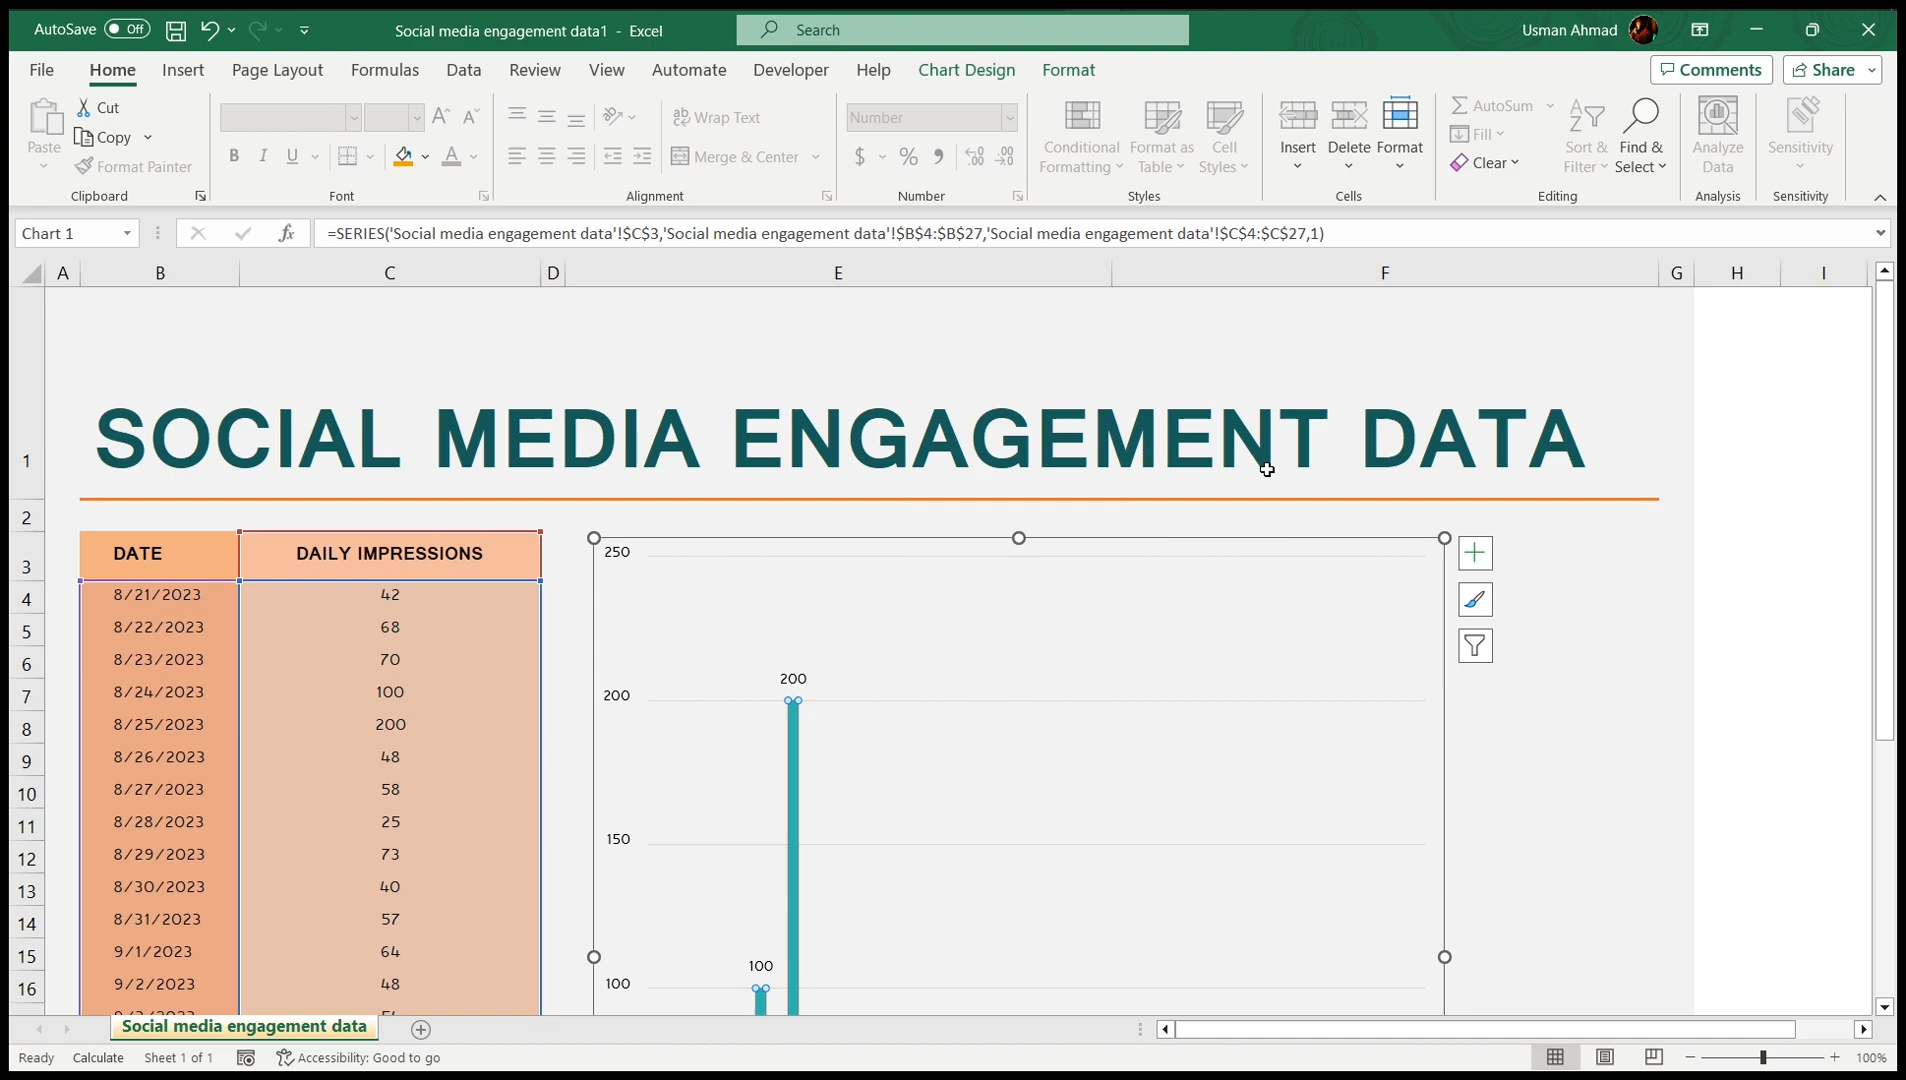 AutoSave Off
Social media engagement data1 - Excel
Search
Usman Ahmad
File Home Insert Page Layout Formulas Data Review View Automate Developer Help Chart Design Format
Comments Share
Paste
Cut
Copy
Format Painter
Clipboard
B I U A
Font
ab Wrap Text
Merge & Center
Alignment
Number
$ %
Number
Conditional Formatting
Format as Table
Cell Styles
Styles
Insert Delete Format
Cells
AutoSum
Fill
Clear
Sort & Filter
Find & Select
Editing
Analyze Data
Analysis
Sensitivity
Sensitivity
Chart 1
fx
=SERIES('Social media engagement data'!$C$3,'Social media engagement data'!$B$4:$B$27,'Social media engagement data'!$C$4:$C$27,1)
A B C D E F G H I
1 SOCIAL MEDIA ENGAGEMENT DATA
2
3 DATE DAILY IMPRESSIONS
4 8/21/2023 42
5 8/22/2023 68
6 8/23/2023 70
7 8/24/2023 100
8 8/25/2023 200
9 8/26/2023 48
10 8/27/2023 58
11 8/28/2023 25
12 8/29/2023 73
13 8/30/2023 40
14 8/31/2023 57
15 9/1/2023 64
16 9/2/2023 48
250
200
200
150
100
100
Social media engagement data
Ready Calculate Sheet 1 of 1 Accessibility: Good to go
100%